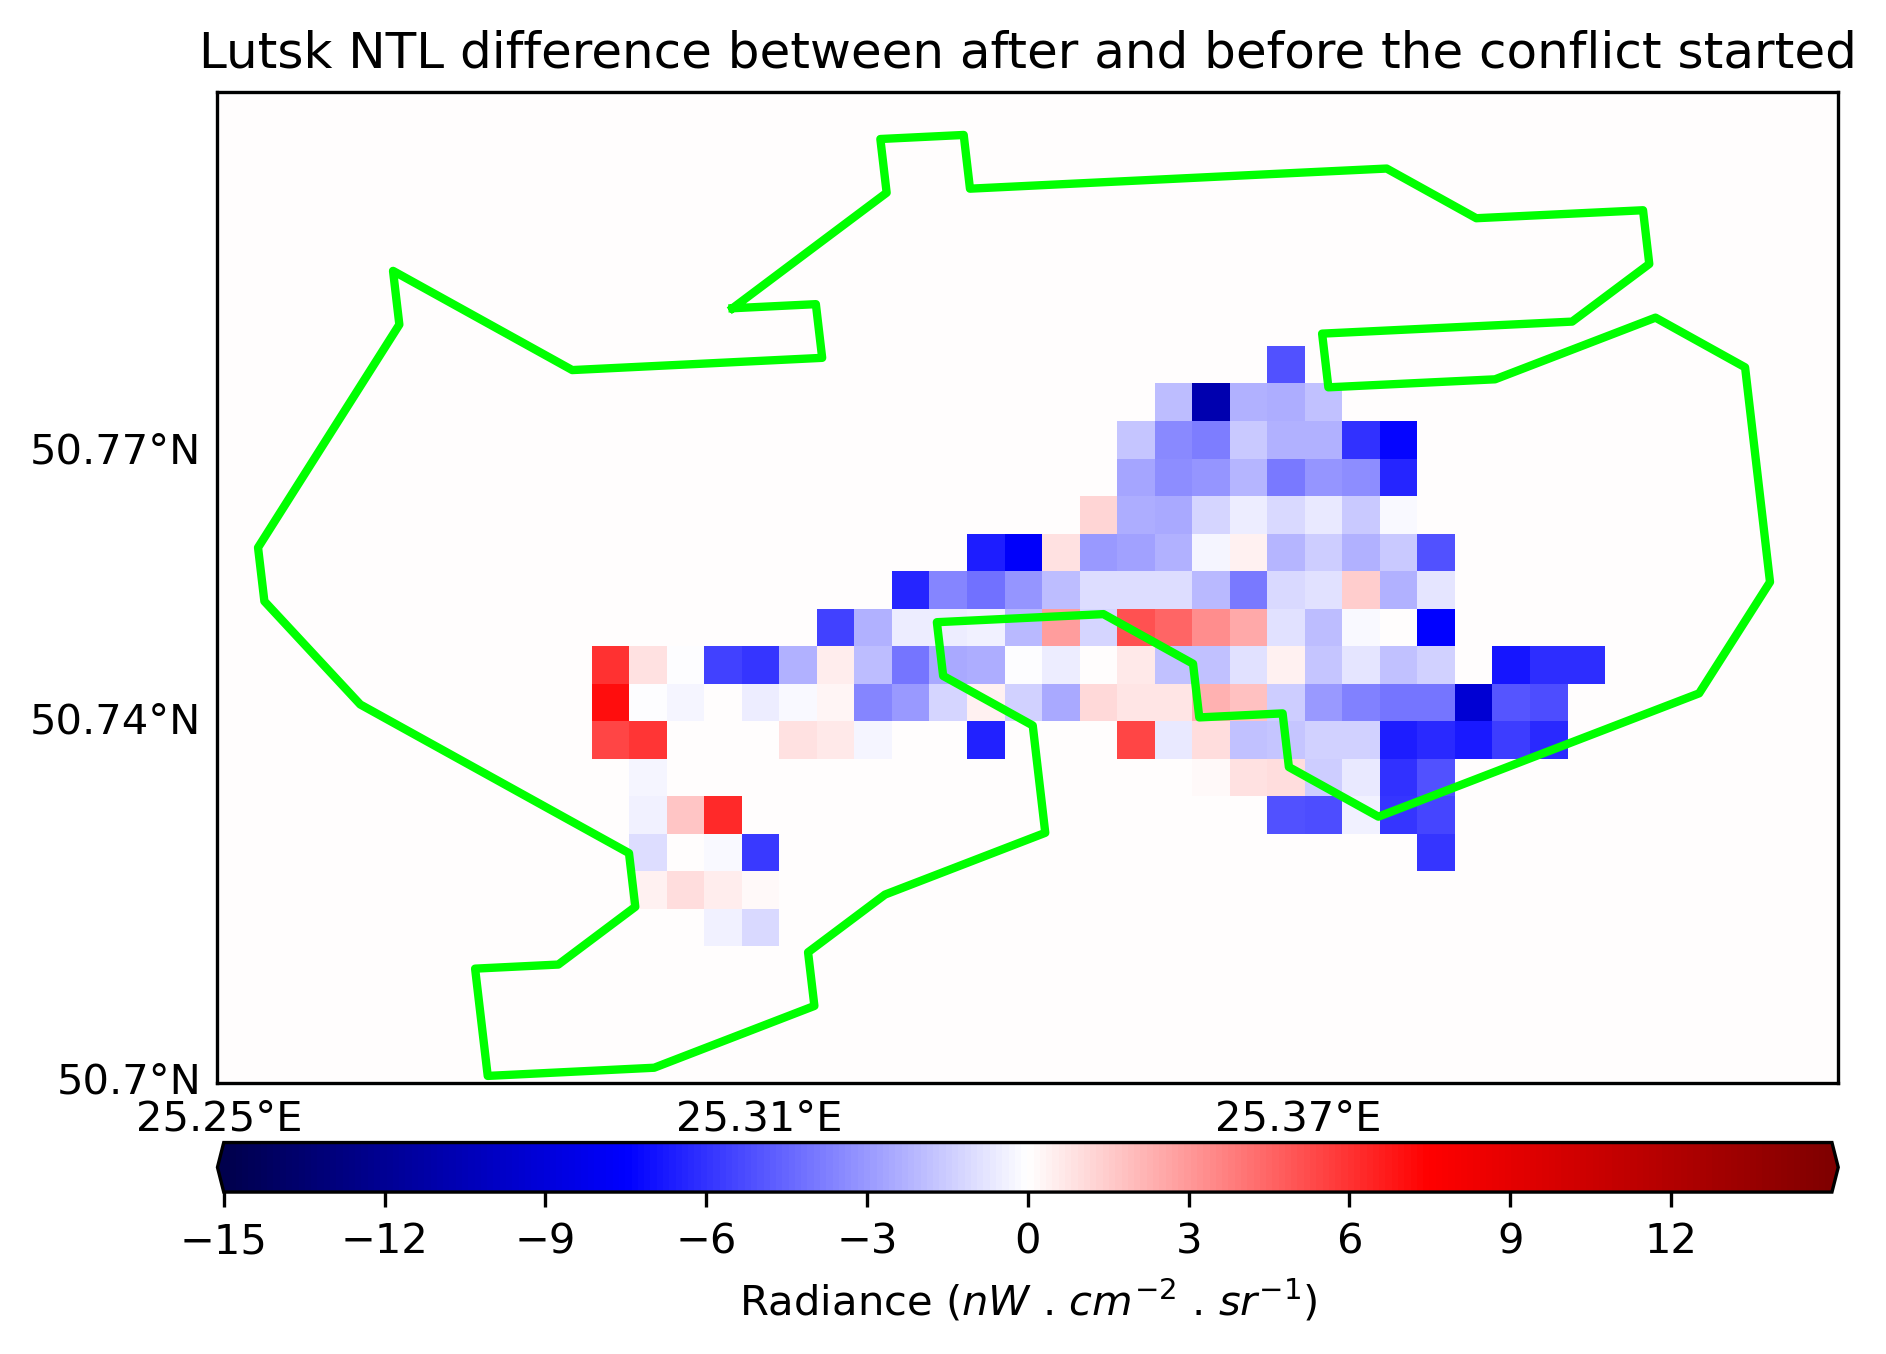 Lutsk NTL difference between after and before the conflict started
50.77°N
50.74°N
50.7°N
25.25°E 25.31°E 25.37°E
−15 −12 −9 −6 −3 0 3 6 9 12
Radiance (nW . cm⁻² . sr⁻¹)